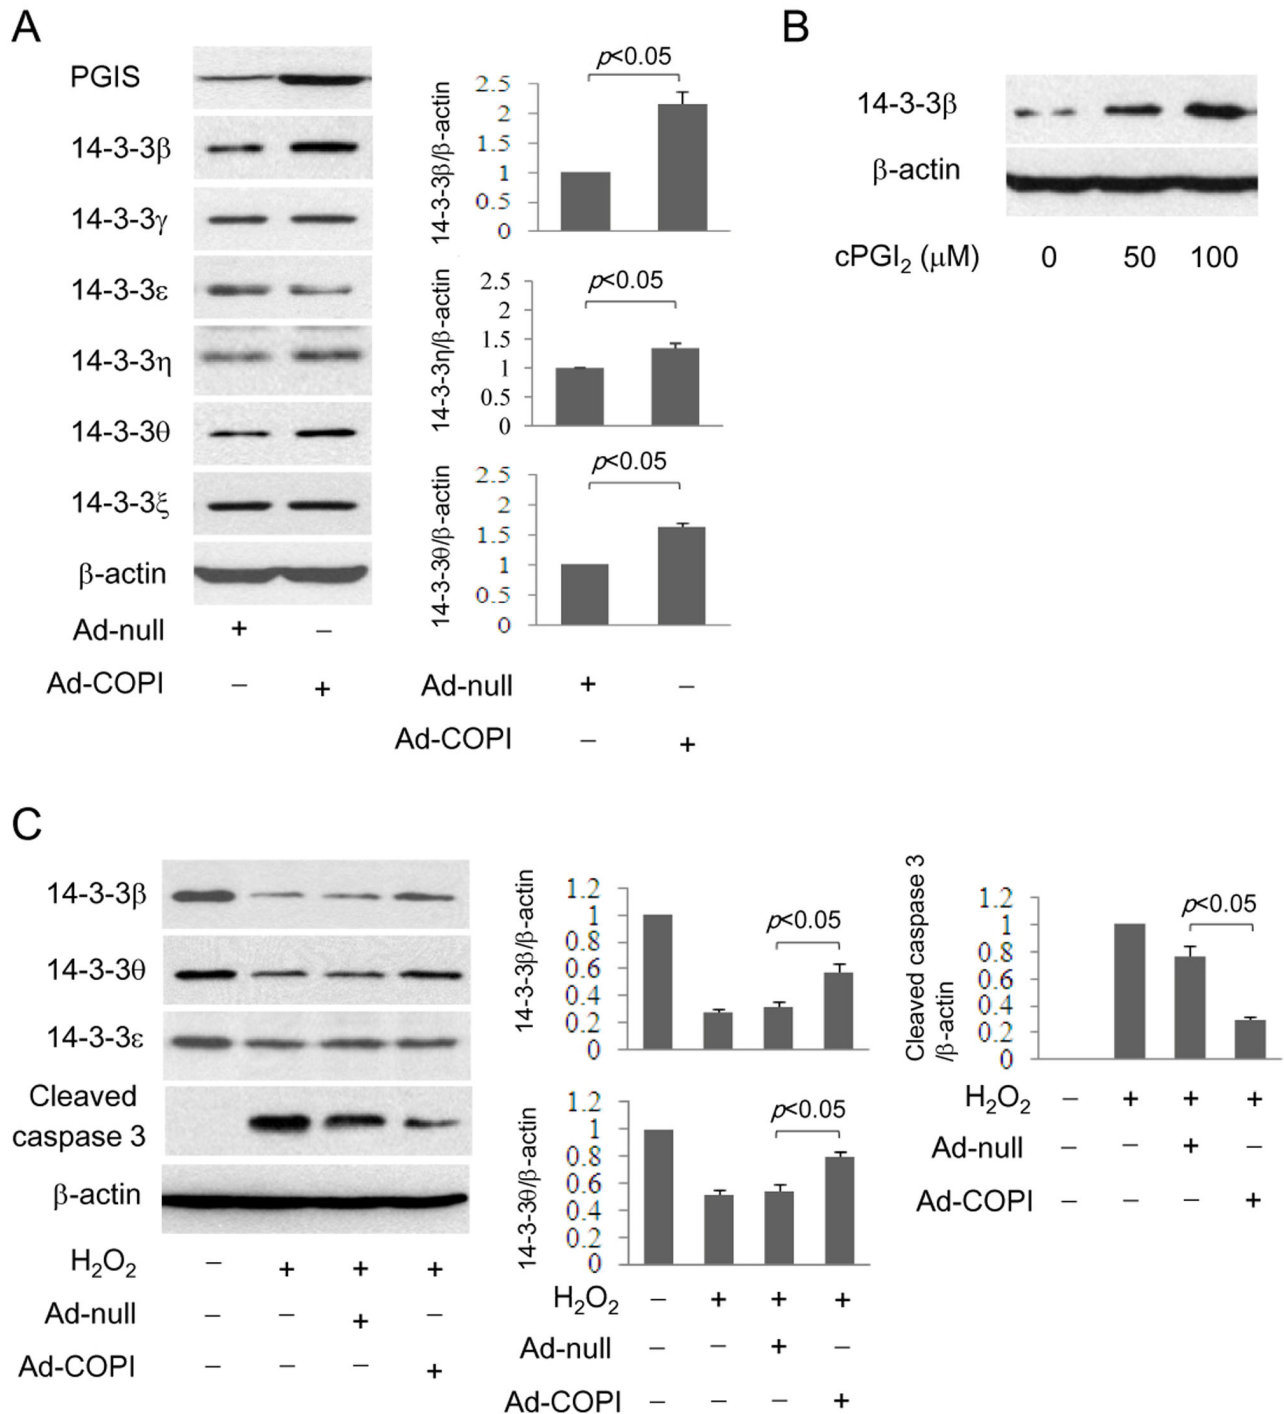 A
PGIS
14-3-3β
14-3-3γ
14-3-3ε
14-3-3η
14-3-3θ
14-3-3ξ
β-actin
Ad-null + –
Ad-COPI – +
p<0.05
14-3-3β/β-actin
2.5
2
1.5
1
0.5
0
p<0.05
14-3-3η/β-actin
2.5
2
1.5
1
0.5
0
p<0.05
14-3-3θ/β-actin
2.5
2
1.5
1
0.5
0
Ad-null + –
Ad-COPI – +
B
14-3-3β
β-actin
cPGI₂ (μM) 0 50 100
C
14-3-3β
14-3-3θ
14-3-3ε
Cleaved
caspase 3
β-actin
H₂O₂ – + + +
Ad-null – – + –
Ad-COPI – – – +
p<0.05
14-3-3β/β-actin
1.2
1
0.8
0.6
0.4
0.2
0
p<0.05
14-3-3θ/β-actin
1.2
1
0.8
0.6
0.4
0.2
0
H₂O₂ – + + +
Ad-null – – + –
Ad-COPI – – – +
Cleaved caspase 3
/β-actin
p<0.05
1.2
1
0.8
0.6
0.4
0.2
0
H₂O₂ – + + +
Ad-null – – + –
Ad-COPI – – – +